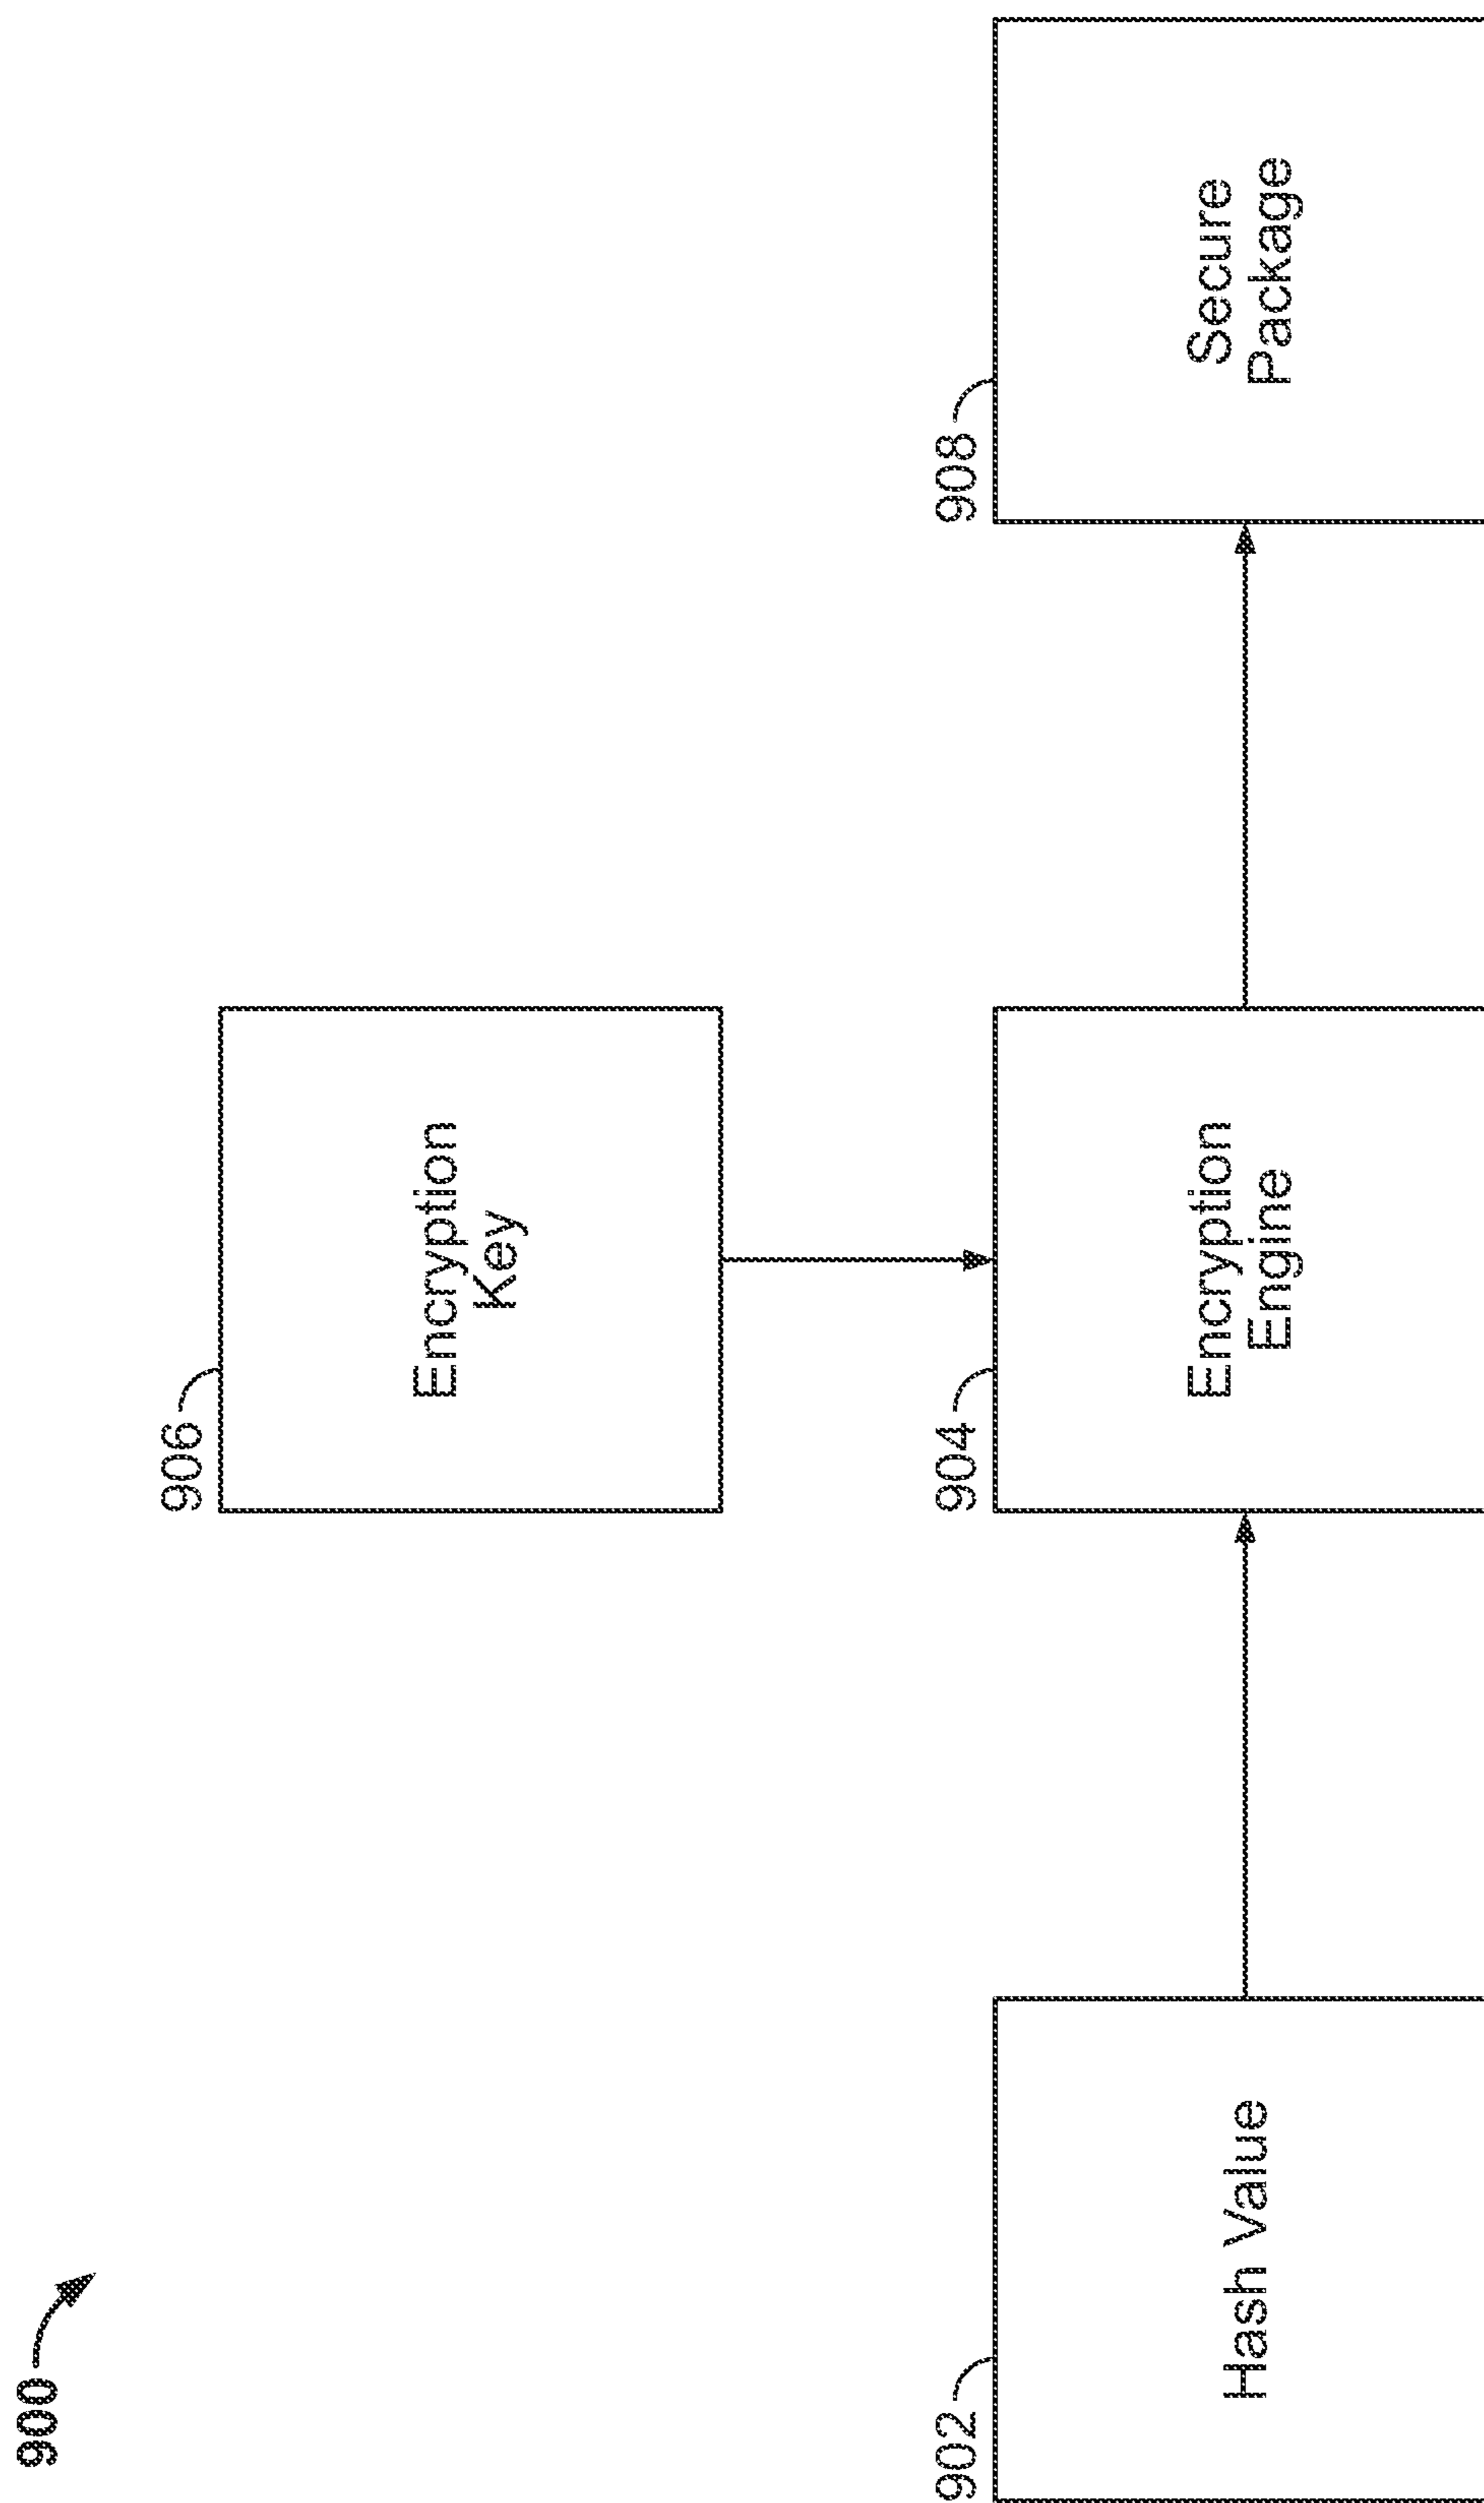 900
906
Encryption
Key
902
Hash Value
904
Encryption
Engine
908
Secure
Package